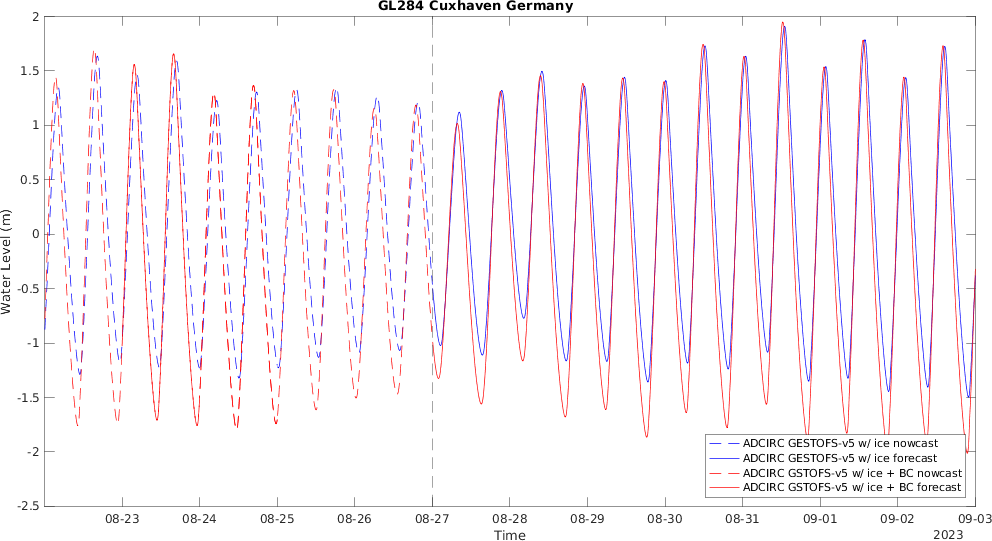 GL284 Cuxhaven Germany
2
1.5
1
0.5
0
-0.5
-1
-1.5
-2
-2.5
Water Level (m)
ADCIRC GESTOFS-v5 w/ ice nowcast
ADCIRC GESTOFS-v5 w/ ice forecast
ADCIRC GSTOFS-v5 w/ ice + BC nowcast
ADCIRC GSTOFS-v5 w/ ice + BC forecast
08-23 08-24 08-25 08-26 08-27 08-28 08-29 08-30 08-31 09-01 09-02 09-03
Time
2023